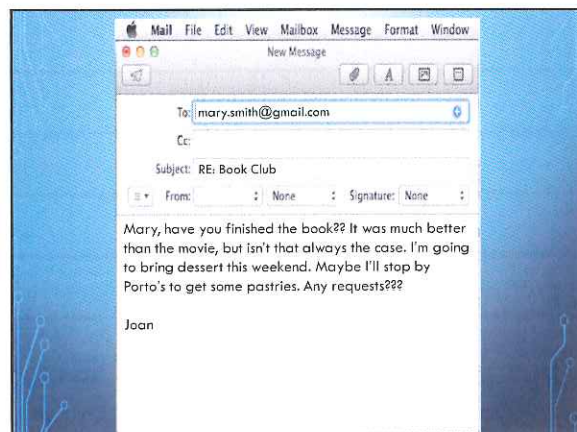 Mail File Edit View Mailbox Message Format Window
New Message
To: mary.smith@gmail.com
Cc:
Subject: RE: Book Club
From: None Signature: None
Mary, have you finished the book?? It was much better
than the movie, but isn't that always the case. I'm going
to bring dessert this weekend. Maybe I'll stop by
Porto's to get some pastries. Any requests???
Joan